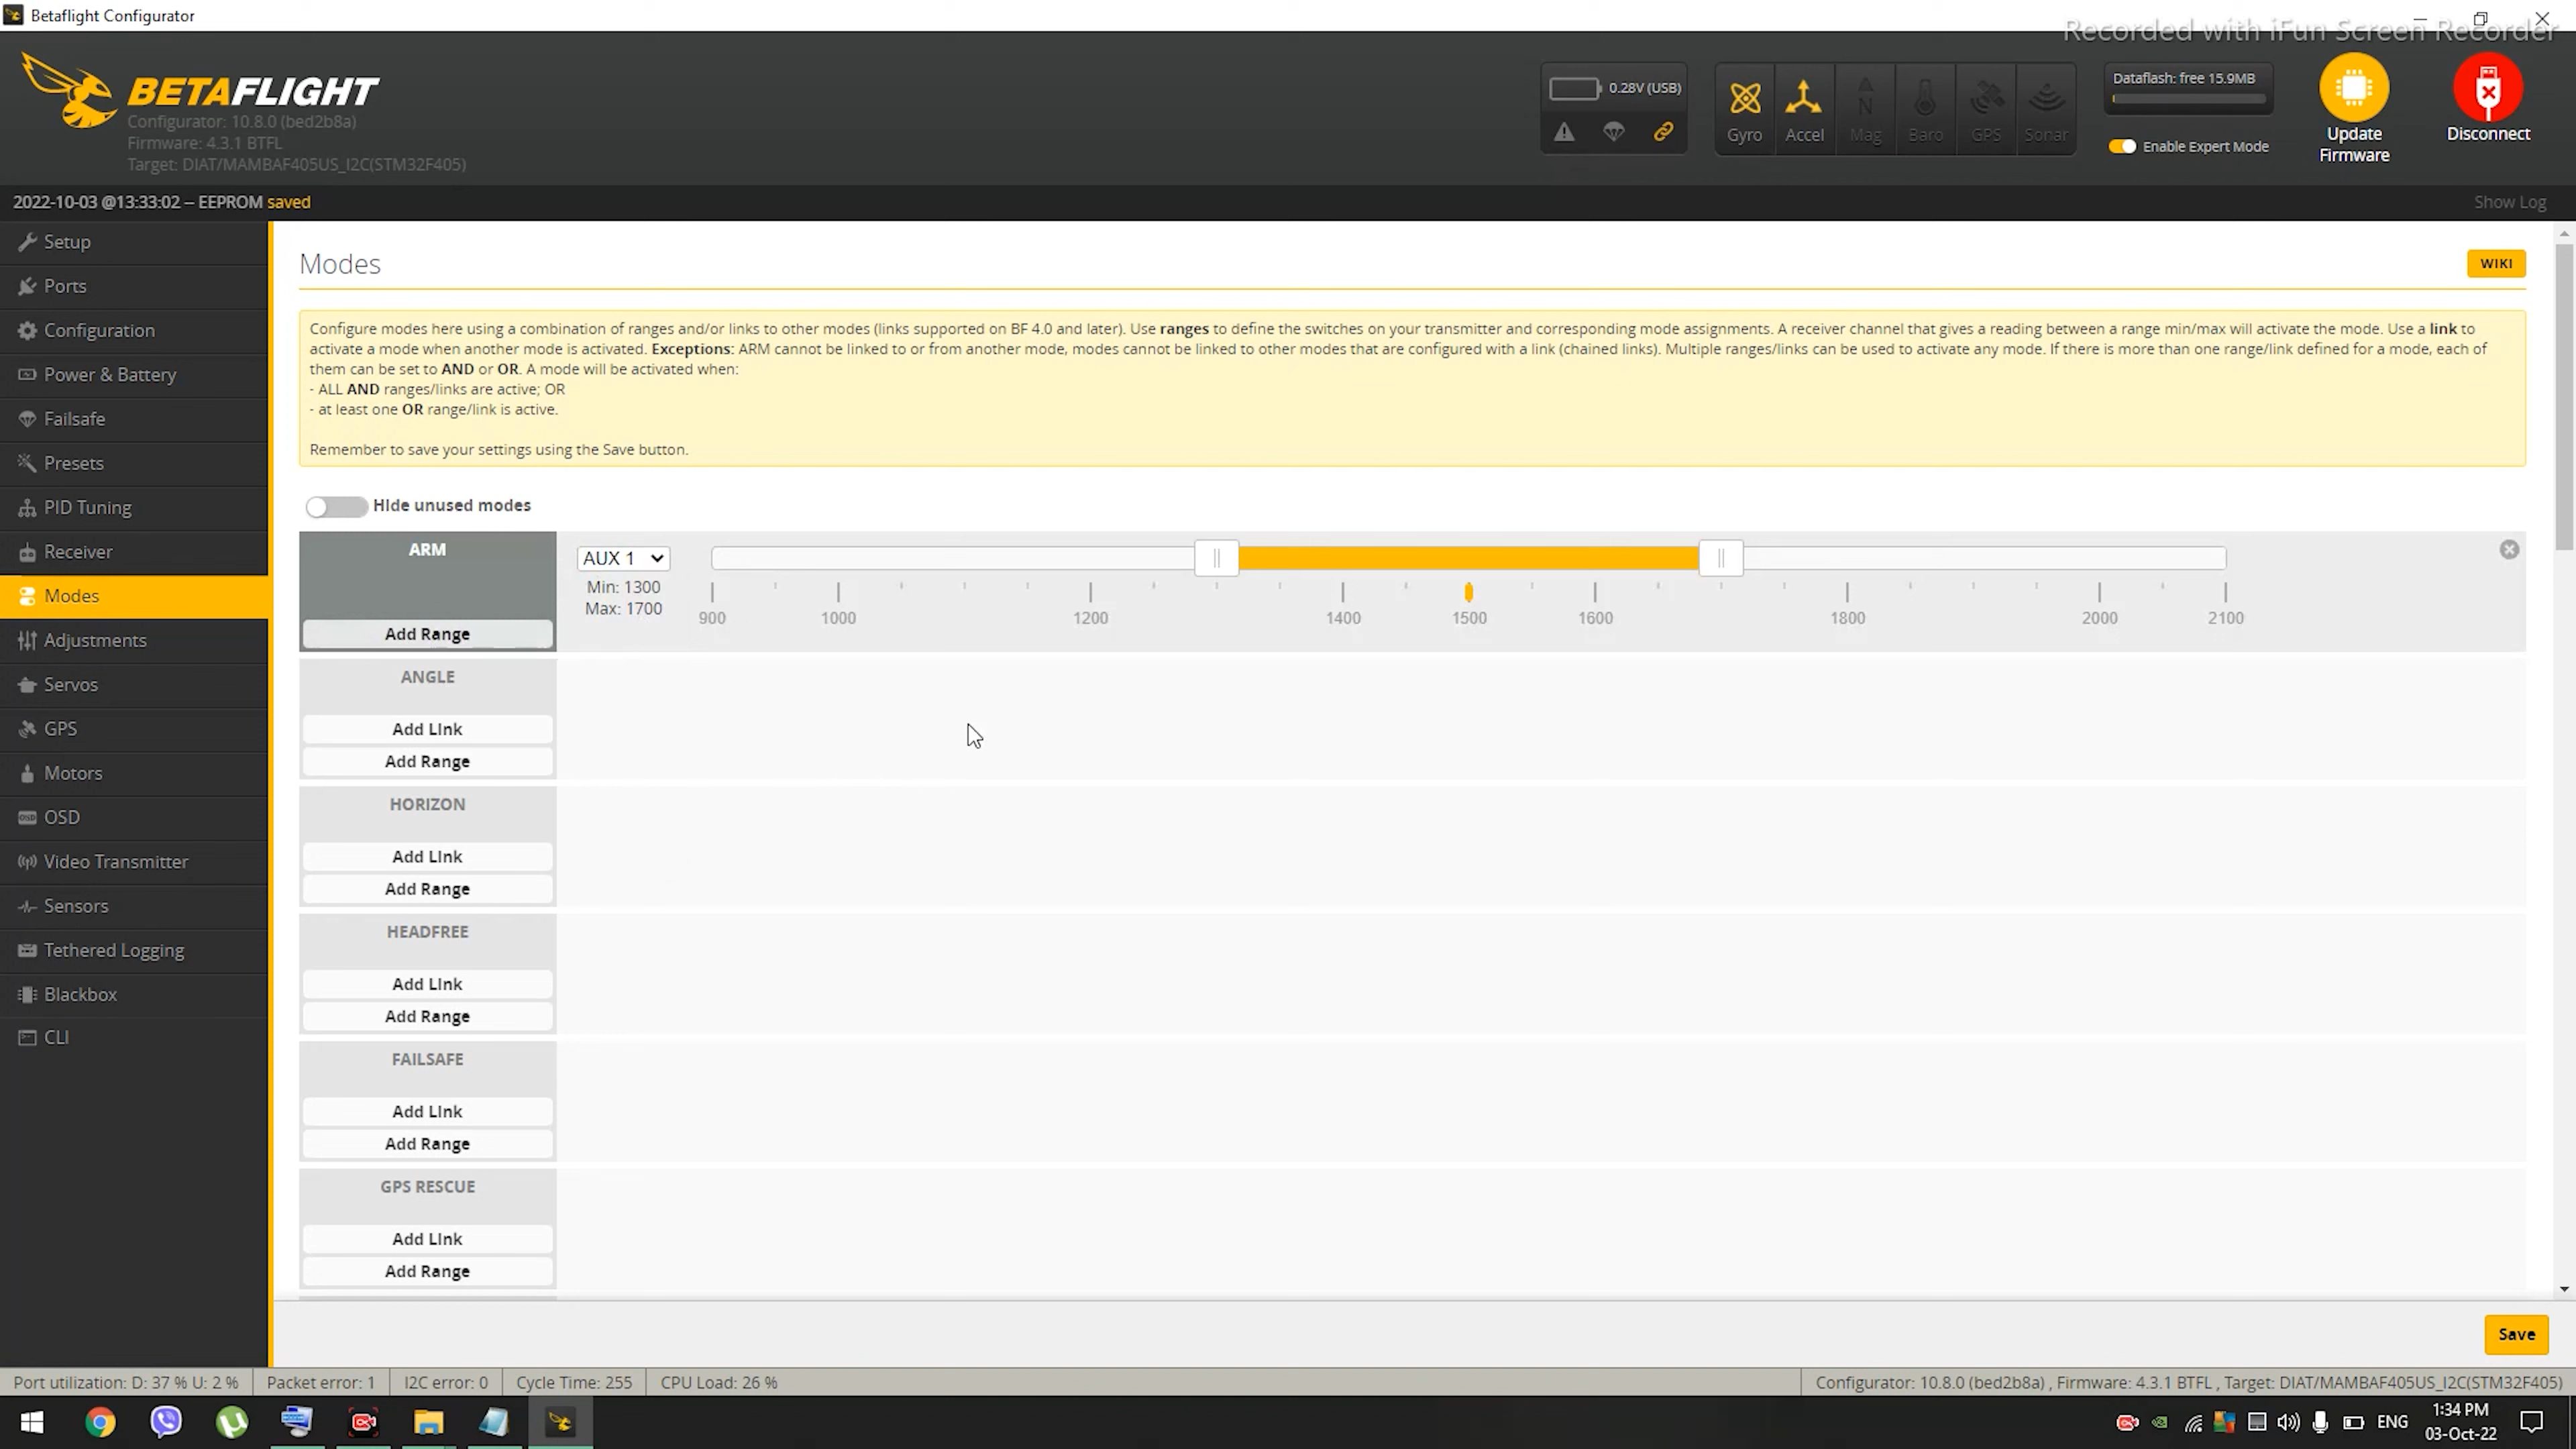 Betaflight Configurator
Recorded with iFun Screen Recorder
BETAFLIGHT
Configurator: 10.8.0 (bed2b8a)
Firmware: 4.3.1 BTFL
Target: DIAT/MAMBAF405US_I2C(STM32F405)
0.28V (USB)
Gyro
Accel
Mag
Baro
GPS
Sonar
Dataflash: free 15.9MB
Enable Expert Mode
Update
Firmware
Disconnect
2022-10-03 @13:33:02 – EEPROM saved
Show Log
Setup
Ports
Configuration
Power & Battery
Failsafe
Presets
PID Tuning
Receiver
Modes
Adjustments
Servos
GPS
Motors
OSD
Video Transmitter
Sensors
Tethered Logging
Blackbox
CLI
Modes
WIKI
Configure modes here using a combination of ranges and/or links to other modes (links supported on BF 4.0 and later). Use ranges to define the switches on your transmitter and corresponding mode assignments. A receiver channel that gives a reading between a range min/max will activate the mode. Use a link to
activate a mode when another mode is activated. Exceptions: ARM cannot be linked to or from another mode, modes cannot be linked to other modes that are configured with a link (chained links). Multiple ranges/links can be used to activate any mode. If there is more than one range/link defined for a mode, each of
them can be set to AND or OR. A mode will be activated when:
- ALL AND ranges/links are active; OR
- at least one OR range/link is active.
Remember to save your settings using the Save button.
HIde unused modes
ARM
Add Range
AUX 1
Min: 1300
Max: 1700
900 1000 1200 1400 1500 1600 1800 2000 2100
ANGLE
Add LInk
Add Range
HORIZON
Add LInk
Add Range
HEADFREE
Add LInk
Add Range
FAILSAFE
Add LInk
Add Range
GPS RESCUE
Add LInk
Add Range
Save
Port utilization: D: 37 % U: 2 %
Packet error: 1
I2C error: 0
Cycle Time: 255
CPU Load: 26 %
Configurator: 10.8.0 (bed2b8a) , Firmware: 4.3.1 BTFL , Target: DIAT/MAMBAF405US_I2C(STM32F405)
ENG
1:34 PM
03-Oct-22